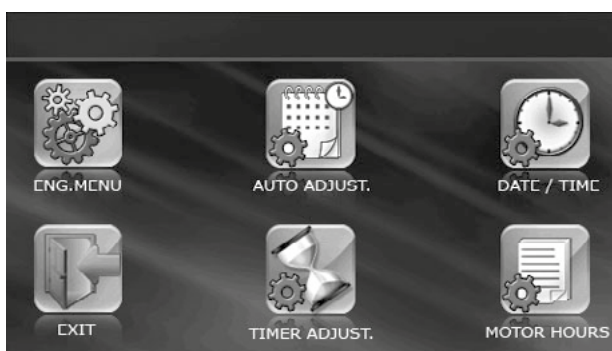 ENG.MENU
AUTO ADJUST.
DATE / TIME
EXIT
TIMER ADJUST.
MOTOR HOURS